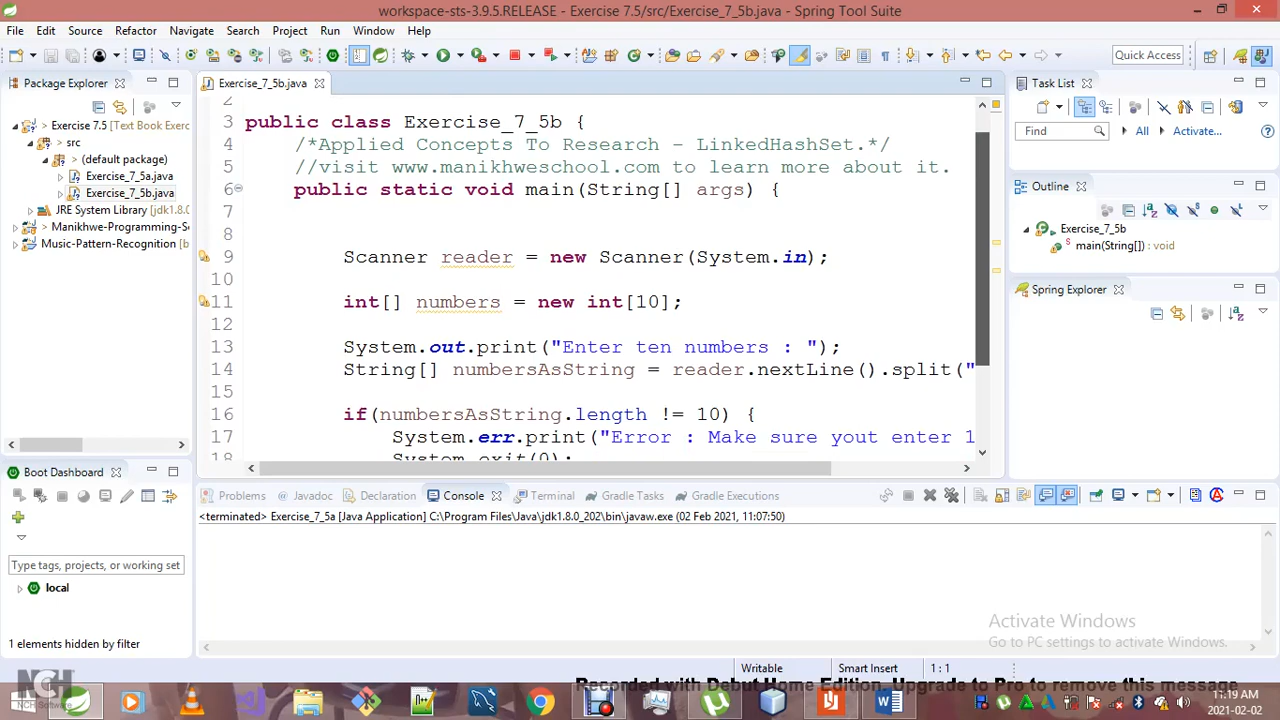 workspace-sts-3.9.5.RELEASE - Exercise 7.5/src/Exercise_7_5b.java - Spring Tool Suite
File Edit Source Refactor Navigate Search Project Run Window Help
Quick Access
Package Explorer
Exercise 7.5 [Text Book Exerc
src
(default package)
Exercise_7_5a.java
Exercise_7_5b.java
JRE System Library [jdk1.8.0
Manikhwe-Programming-S
Music-Pattern-Recognition [b
Exercise_7_5b.java
2
3 public class Exercise_7_5b {
4 /*Applied Concepts To Research - LinkedHashSet.*/
5 //visit www.manikhweschool.com to learn more about it.
6 public static void main(String[] args) {
7
8
9 Scanner reader = new Scanner(System.in);
10
11 int[] numbers = new int[10];
12
13 System.out.print("Enter ten numbers : ");
14 String[] numbersAsString = reader.nextLine().split("
15
16 if(numbersAsString.length != 10) {
17 System.err.print("Error : Make sure yout enter 1
18 System.exit(0);
Task List
Find All Activate...
Outline
Exercise_7_5b
main(String[]) : void
Spring Explorer
Boot Dashboard
Type tags, projects, or working set
local
1 elements hidden by filter
Problems @ Javadoc Declaration Console Terminal Gradle Tasks Gradle Executions
<terminated> Exercise_7_5a [Java Application] C:\Program Files\Java\jdk1.8.0_202\bin\javaw.exe (02 Feb 2021, 11:07:50)
Activate Windows
Go to PC settings to activate Windows.
Writable Smart Insert 1 : 1
NCH Software
Recorded with Debut Home Edition. Upgrade to Pro to remove this message
11:19 AM
2021-02-02